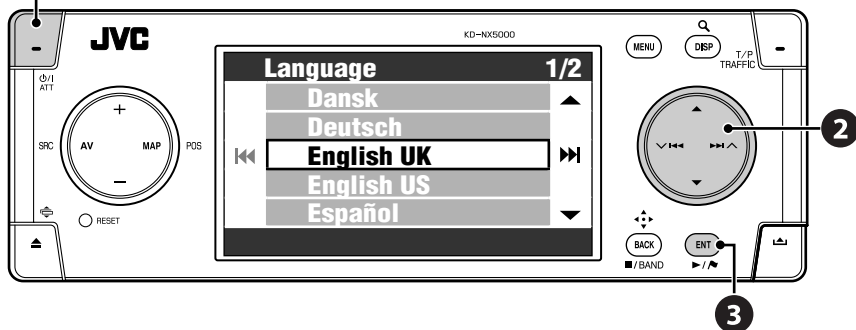 JVC
KD-NX5000
MENU
DISP
T/P
TRAFFIC
⏻/I
ATT
SRC
+
AV
MAP
–
POS
RESET
Language 1/2
Dansk
Deutsch
English UK
English US
Español
2
BACK
■/BAND
ENT
3